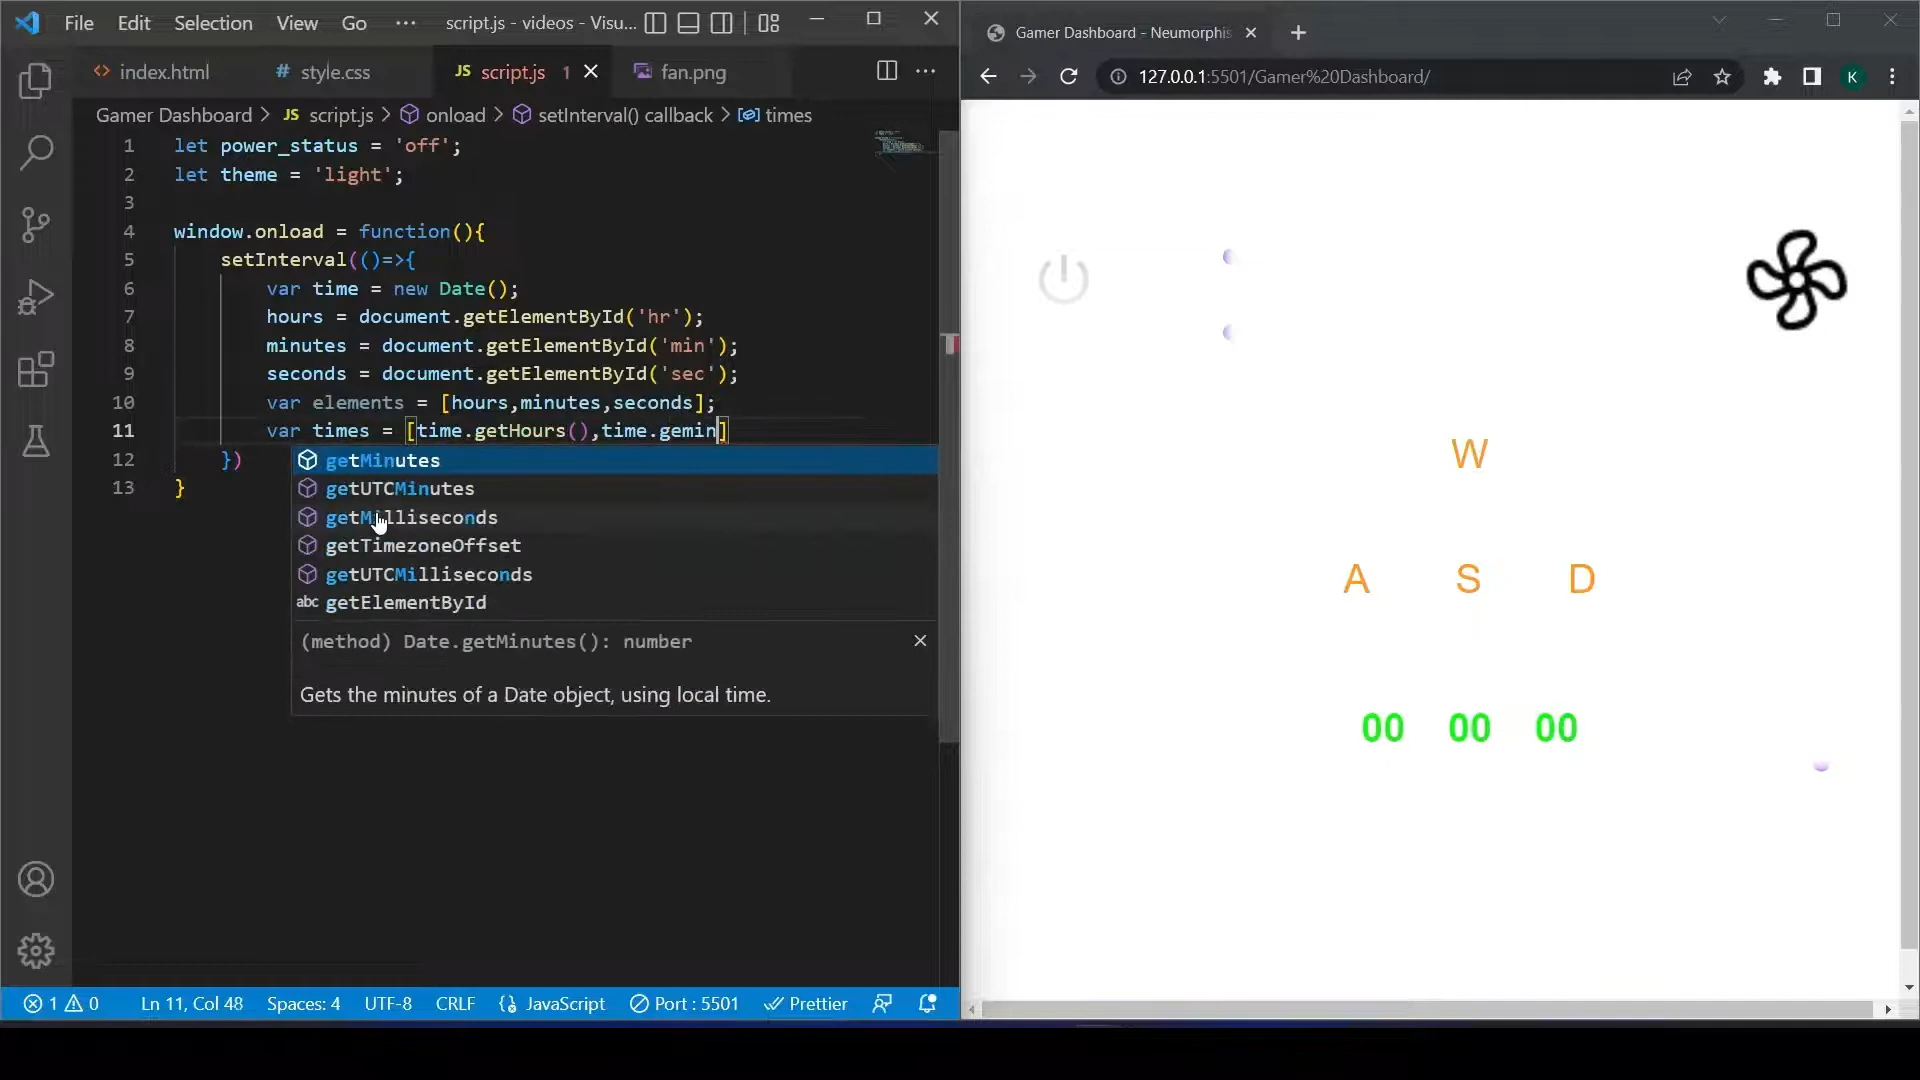 File Edit Selection View Go ··· script.js - videos - Visu...
index.html # style.css JS script.js 1 fan.png
Gamer Dashboard > JS script.js > onload > setInterval() callback > times
1 let power_status = 'off';
2 let theme = 'light';
3
4 window.onload = function(){
5 setInterval(()=>{
6 var time = new Date();
7 hours = document.getElementById('hr');
8 minutes = document.getElementById('min');
9 seconds = document.getElementById('sec');
10 var elements = [hours,minutes,seconds];
11 var times = [time.getHours(),time.gemin]
12 })
13 }
getMinutes
getUTCMinutes
getMilliseconds
getTimezoneOffset
getUTCMilliseconds
abc getElementById
(method) Date.getMinutes(): number
Gets the minutes of a Date object, using local time.
1 0 Ln 11, Col 48 Spaces: 4 UTF-8 CRLF {} JavaScript Port : 5501 Prettier
Gamer Dashboard - Neumorphis
127.0.0.1:5501/Gamer%20Dashboard/
K
W
A S D
00 00 00